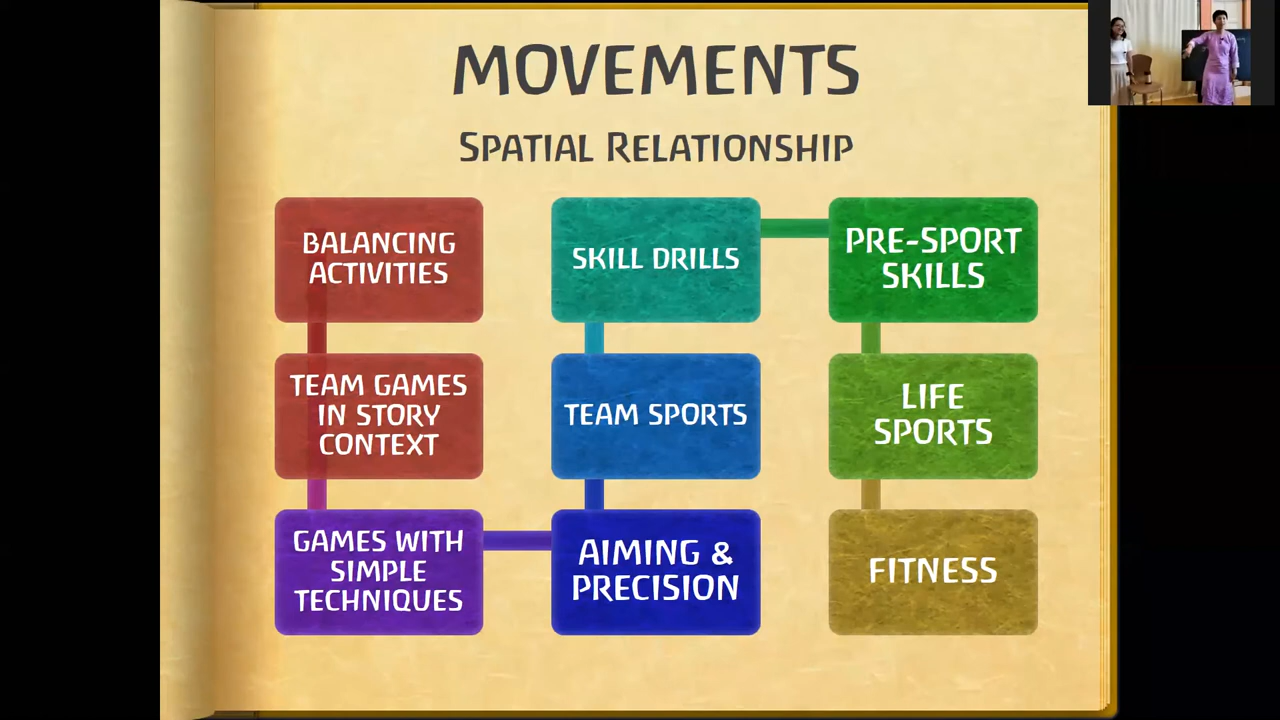 MOVEMENTS
SPATIAL RELATIONSHIP
BALANCING
ACTIVITIES
TEAM GAMES
IN STORY
CONTEXT
GAMES WITH
SIMPLE
TECHNIQUES
AIMING &
PRECISION
TEAM SPORTS
SKILL DRILLS
PRE-SPORT
SKILLS
LIFE
SPORTS
FITNESS